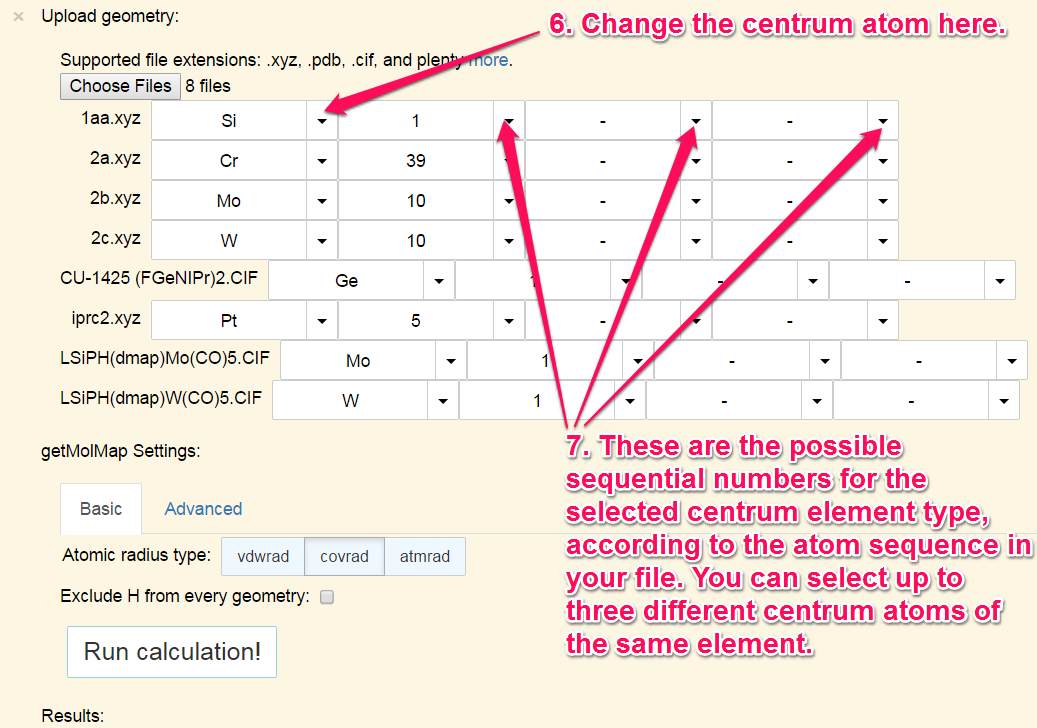 × Upload geometry:
6. Change the centrum atom here.
Supported file extensions: .xyz, .pdb, .cif, and plenty more.
Choose Files 8 files
1aa.xyz Si 1 - -
2a.xyz Cr 39 - -
2b.xyz Mo 10 - -
2c.xyz W 10 - -
CU-1425 (FGeNIPr)2.CIF Ge 1 - -
iprc2.xyz Pt 5 - -
LSiPH(dmap)Mo(CO)5.CIF Mo 1 - -
LSiPH(dmap)W(CO)5.CIF W 1 - -
7. These are the possible
sequential numbers for the
selected centrum element type,
according to the atom sequence in
your file. You can select up to
three different centrum atoms of
the same element.
getMolMap Settings:
Basic Advanced
Atomic radius type: vdwrad covrad atmrad
Exclude H from every geometry:
Run calculation!
Results: